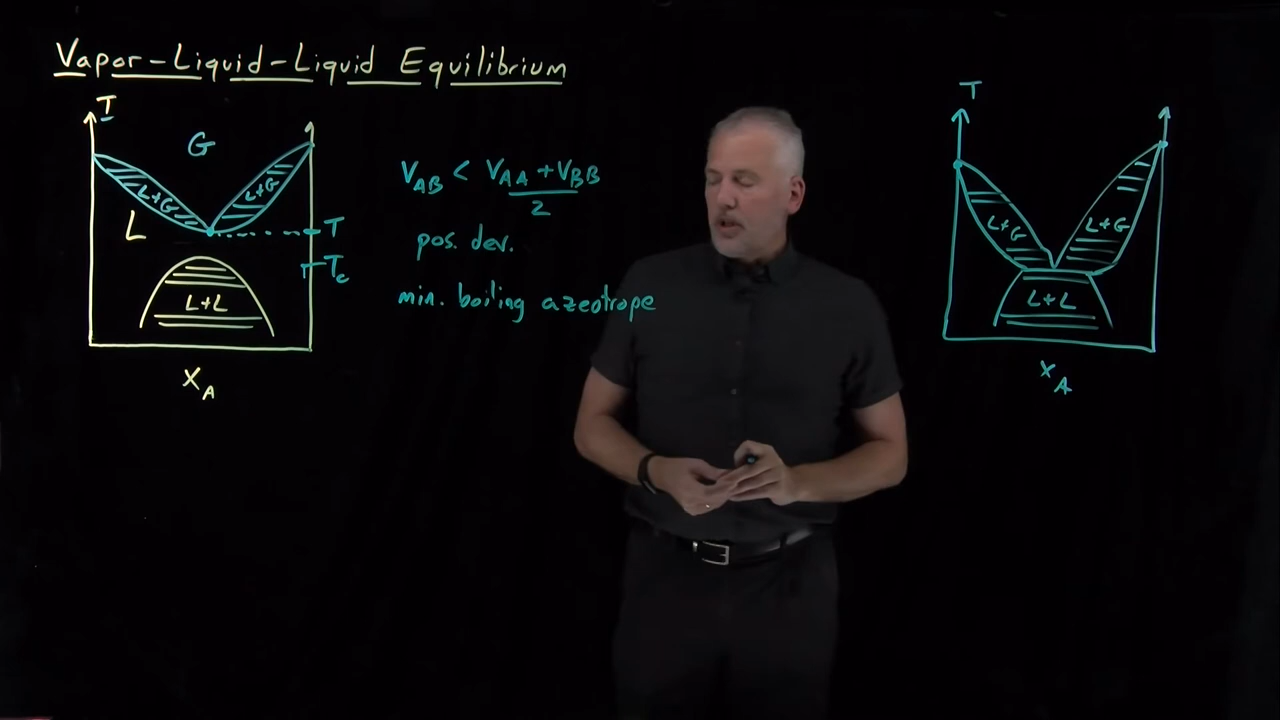 Vapor-Liquid-Liquid Equilibrium
T
G
L+G
L+G
L
T
Tc
L+L
XA
VAB < VAA + VBB
2
pos. dev.
min. boiling azeotrope
T
L+G
L+G
L+L
XA